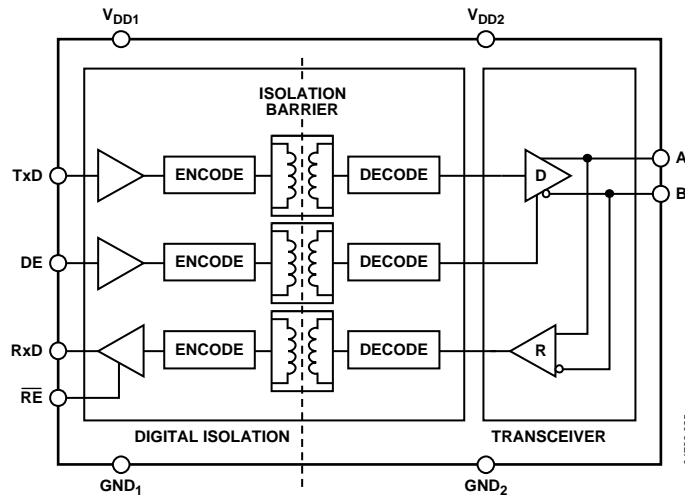 VDD1 VDD2
ISOLATION
BARRIER
TxD ENCODE DECODE D A
B
DE ENCODE DECODE
RxD ENCODE DECODE R
RE
DIGITAL ISOLATION TRANSCEIVER
GND1 GND2